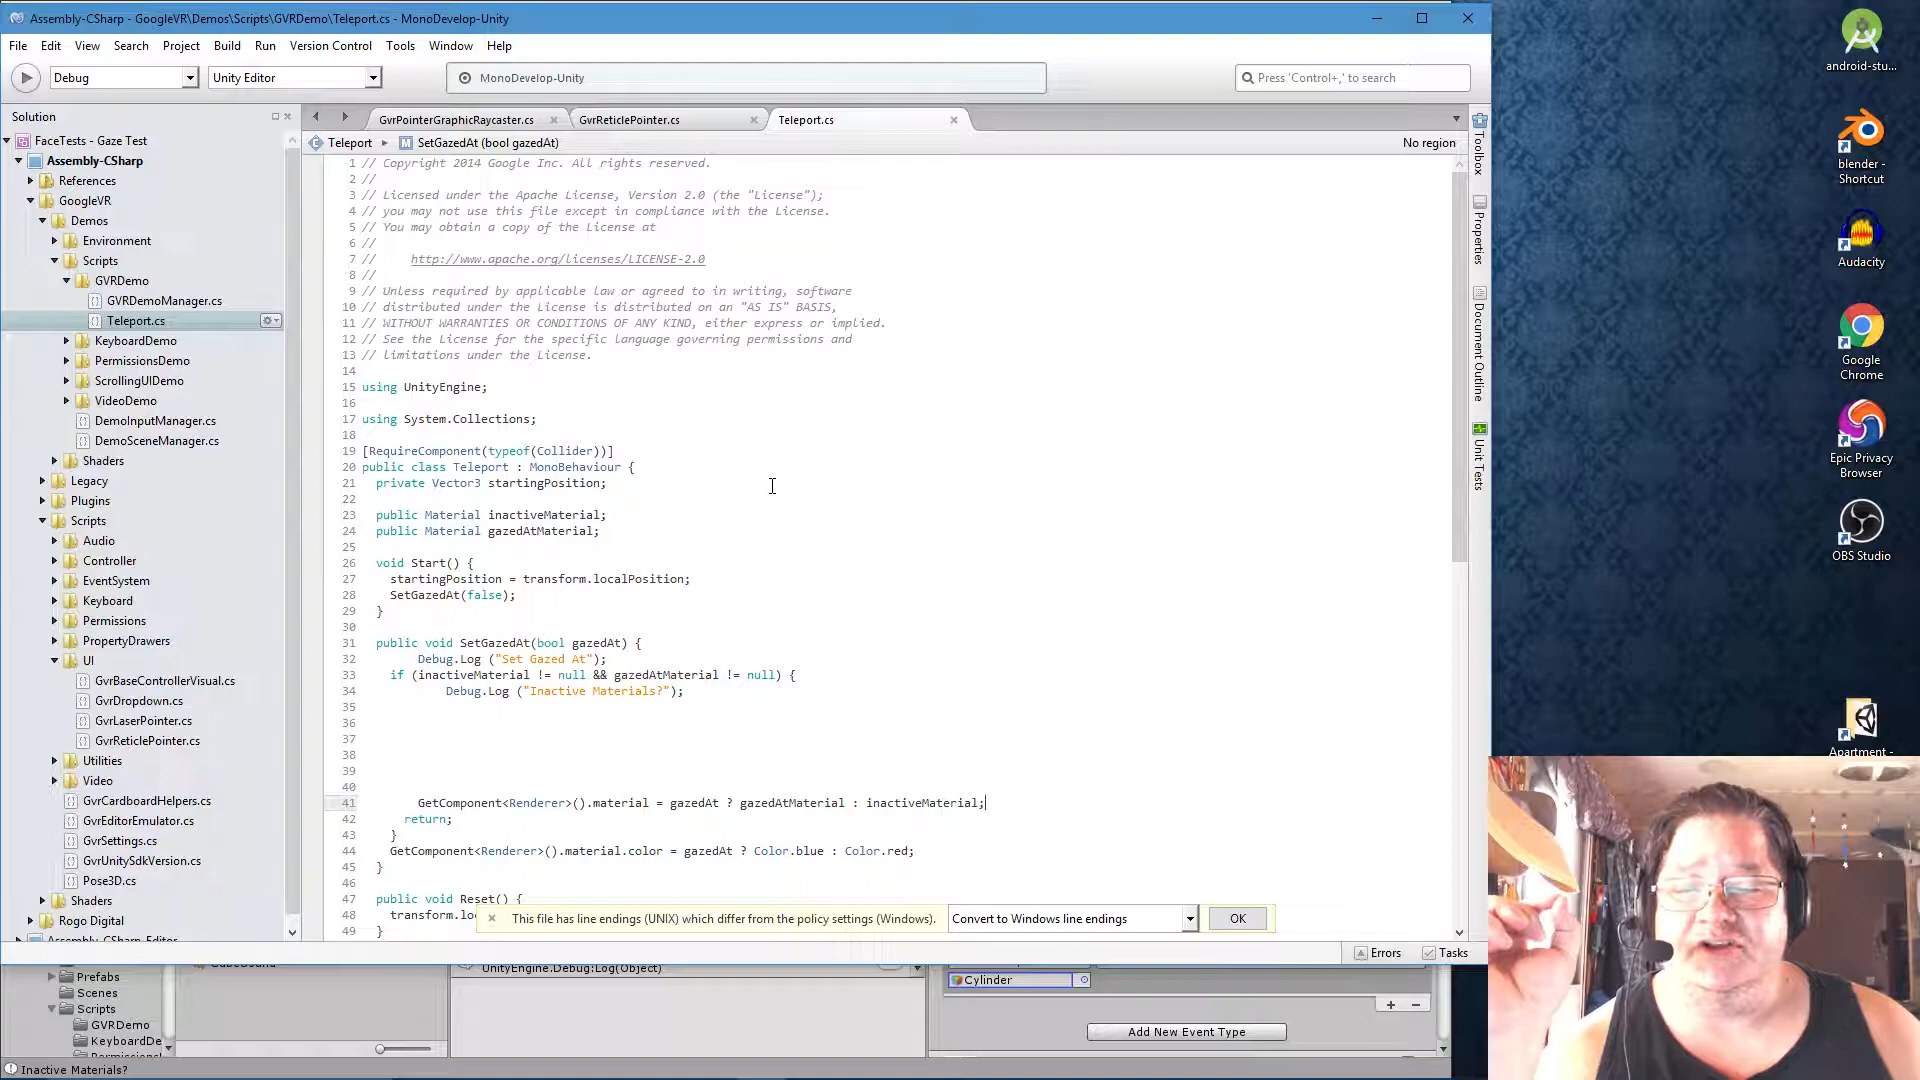 Assembly-CSharp - GoogleVR\Demos\Scripts\GVRDemo\Teleport.cs - MonoDevelop-Unity
File Edit View Search Project Build Run Version Control Tools Window Help
Debug
Unity Editor
MonoDevelop-Unity
Press 'Control+,' to search
Solution
FaceTests - Gaze Test
Assembly-CSharp
References
GoogleVR
Demos
Environment
Scripts
GVRDemo
GVRDemoManager.cs
Teleport.cs
KeyboardDemo
PermissionsDemo
ScrollingUIDemo
VideoDemo
DemoInputManager.cs
DemoSceneManager.cs
Shaders
Legacy
Plugins
Scripts
Audio
Controller
EventSystem
Keyboard
Permissions
PropertyDrawers
UI
GvrBaseControllerVisual.cs
GvrDropdown.cs
GvrLaserPointer.cs
GvrReticlePointer.cs
Utilities
Video
GvrCardboardHelpers.cs
GvrEditorEmulator.cs
GvrSettings.cs
GvrUnitySdkVersion.cs
Pose3D.cs
Shaders
Rogo Digital
Assembly-CSharp-Editor
GvrPointerGraphicRaycaster.cs
GvrReticlePointer.cs
Teleport.cs
Teleport
SetGazedAt (bool gazedAt)
No region
1 // Copyright 2014 Google Inc. All rights reserved.
2 //
3 // Licensed under the Apache License, Version 2.0 (the "License");
4 // you may not use this file except in compliance with the License.
5 // You may obtain a copy of the License at
6 //
7 // http://www.apache.org/licenses/LICENSE-2.0
8 //
9 // Unless required by applicable law or agreed to in writing, software
10 // distributed under the License is distributed on an "AS IS" BASIS,
11 // WITHOUT WARRANTIES OR CONDITIONS OF ANY KIND, either express or implied.
12 // See the License for the specific language governing permissions and
13 // limitations under the License.
14
15 using UnityEngine;
16
17 using System.Collections;
18
19 [RequireComponent(typeof(Collider))]
20 public class Teleport : MonoBehaviour {
21 private Vector3 startingPosition;
22
23 public Material inactiveMaterial;
24 public Material gazedAtMaterial;
25
26 void Start() {
27 startingPosition = transform.localPosition;
28 SetGazedAt(false);
29 }
30
31 public void SetGazedAt(bool gazedAt) {
32 Debug.Log ("Set Gazed At");
33 if (inactiveMaterial != null && gazedAtMaterial != null) {
34 Debug.Log ("Inactive Materials?");
35
36
37
38
39
40
41 GetComponent<Renderer>().material = gazedAt ? gazedAtMaterial : inactiveMaterial;
42 return;
43 }
44 GetComponent<Renderer>().material.color = gazedAt ? Color.blue : Color.red;
45 }
46
47 public void Reset() {
48 transform.loc
49 }
This file has line endings (UNIX) which differ from the policy settings (Windows).
Convert to Windows line endings
OK
Toolbox
Properties
Document Outline
Unit Tests
Errors
Tasks
Prefabs
Scenes
Scripts
GVRDemo
KeyboardDe
UnityEngine.Debug:Log(Object)
Cylinder
Add New Event Type
Inactive Materials?
android-stu...
blender - Shortcut
Audacity
Google Chrome
Epic Privacy Browser
OBS Studio
Apartment -